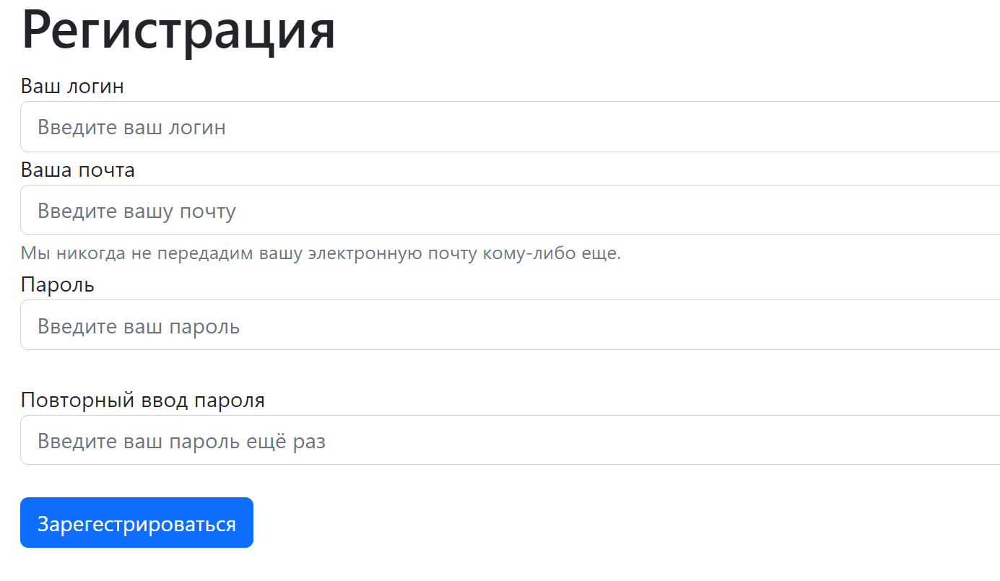 Регистрация
Ваш логин
Введите ваш логин
Ваша почта
Введите вашу почту
Мы никогда не передадим вашу электронную почту кому-либо еще.
Пароль
Введите ваш пароль
Повторный ввод пароля
Введите ваш пароль ещё раз
Зарегестрироваться